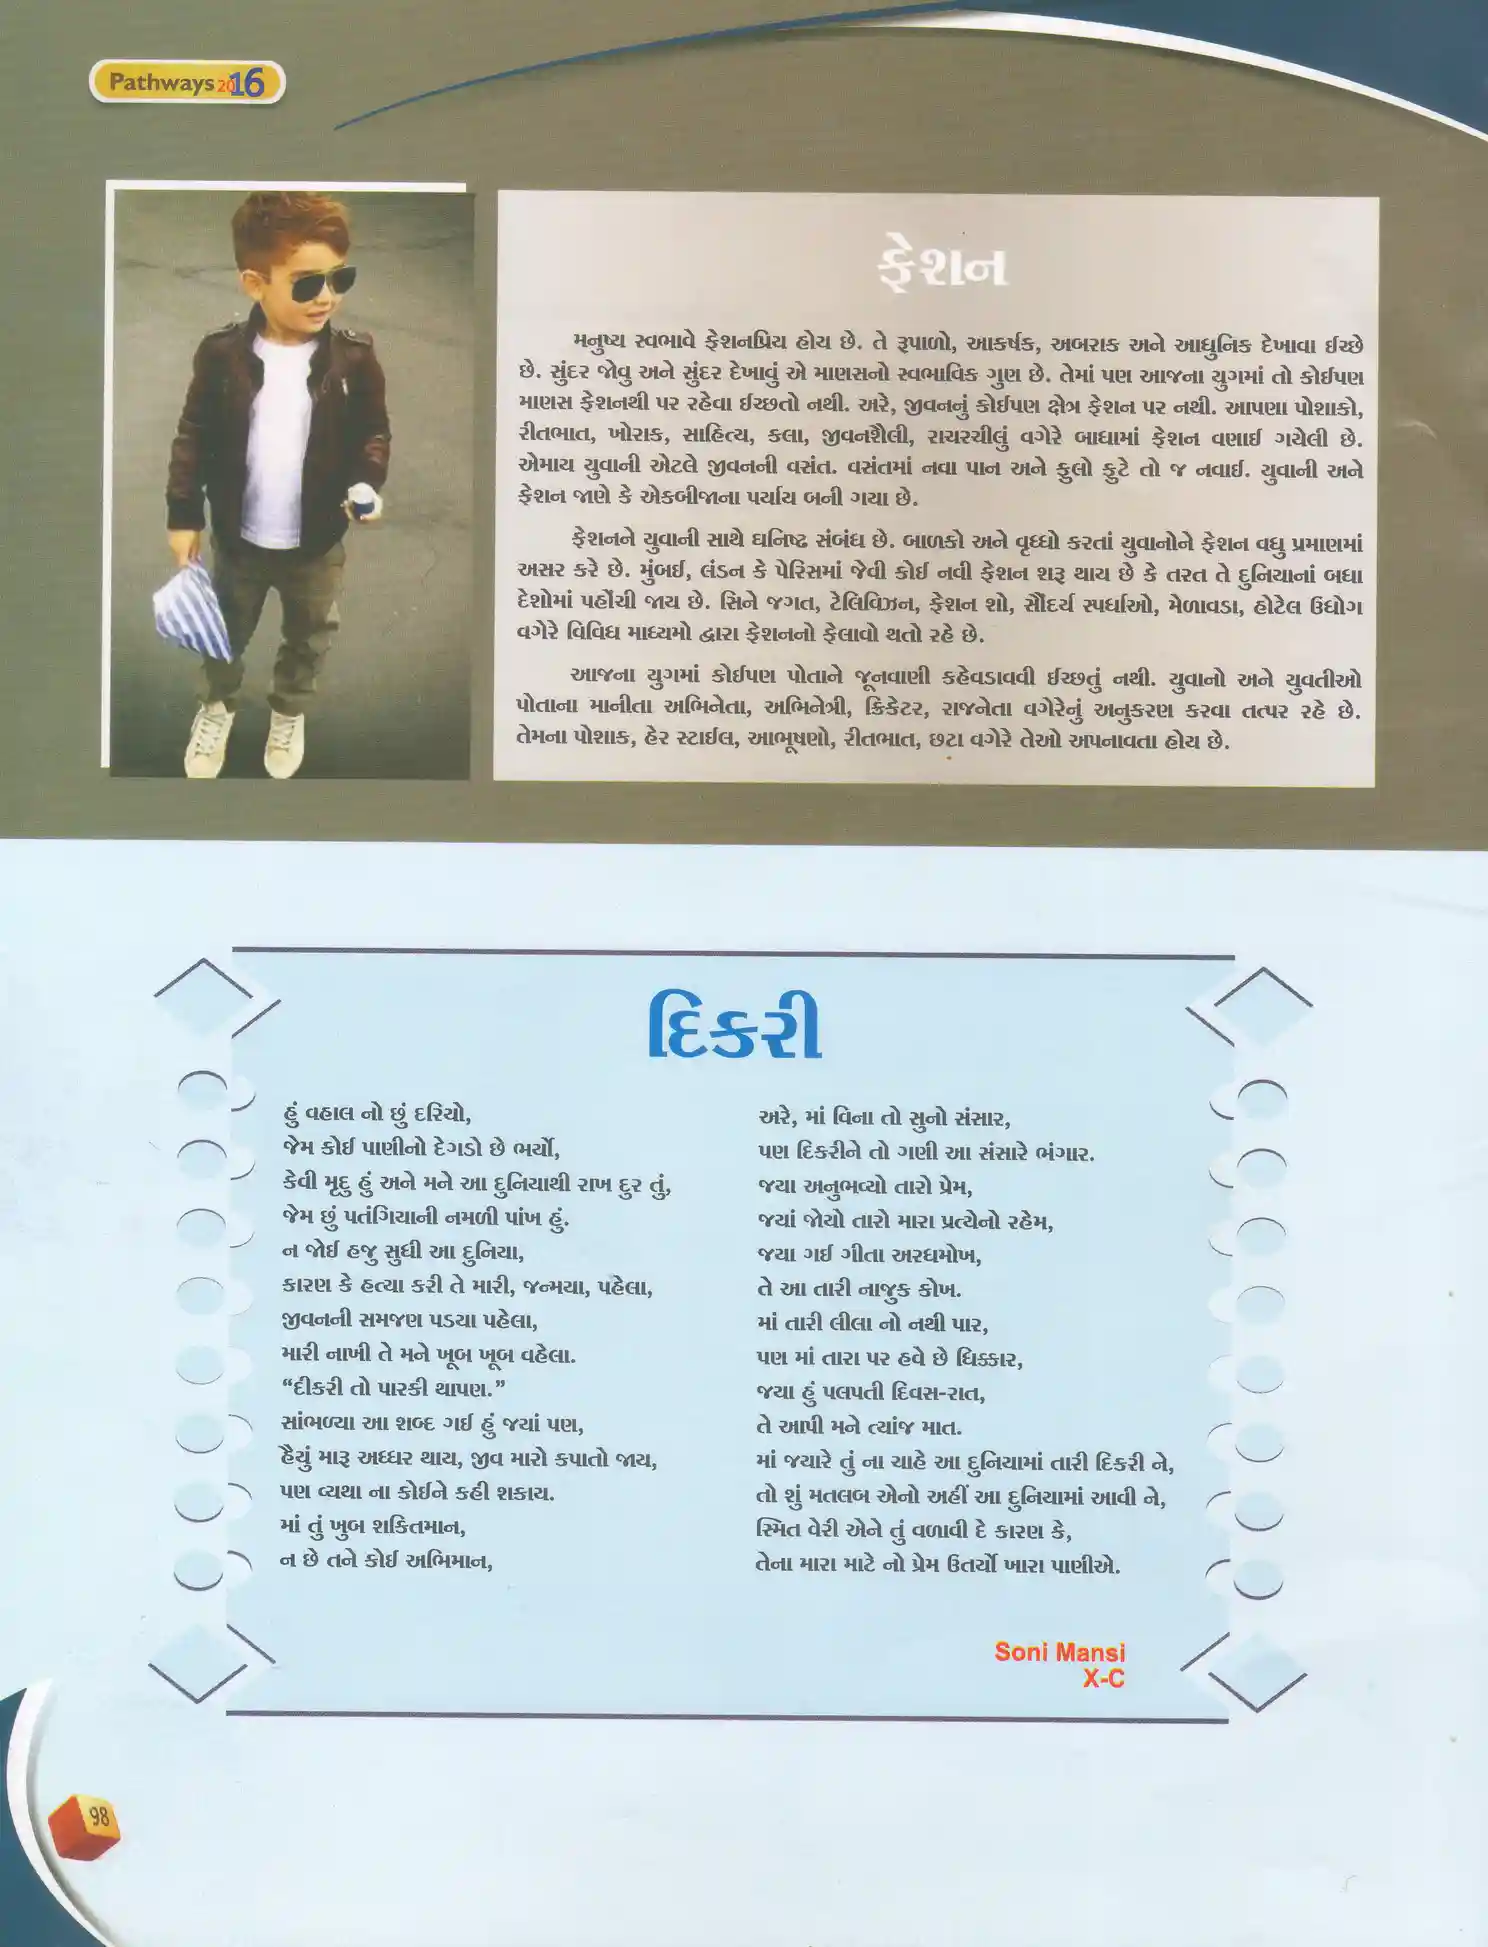 Pathways 2016
ફેશન
મનુષ્ય સ્વભાવે ફેશનપ્રિય હોય છે. તે રૂપાળો, આકર્ષક, અબરાક અને આધુનિક દેખાવા ઈચ્છે
છે. સુંદર જોવુ અને સુંદર દેખાવું એ માણસનો સ્વભાવિક ગુણ છે. તેમાં પણ આજના યુગમાં તો કોઈપણ
માણસ ફેશનથી પર રહેવા ઈચ્છતો નથી. અરે, જીવનનું કોઈપણ ક્ષેત્ર ફેશન પર નથી. આપણા પોશાકો,
રીતભાત, ખોરાક, સાહિત્ય, કલા, જીવનશૈલી, રાચરચીલું વગેરે બાધામાં ફેશન વણાઈ ગયેલી છે.
એમાય યુવાની એટલે જીવનની વસંત. વસંતમાં નવા પાન અને ફુલો ફુટે તો જ નવાઈ. યુવાની અને
ફેશન જાણે કે એકબીજાના પર્યાય બની ગયા છે.
ફેશનને યુવાની સાથે ઘનિષ્ઢ સંબંધ છે. બાળકો અને વૃધ્ધો કરતાં યુવાનોને ફેશન વધુ પ્રમાણમાં
અસર કરે છે. મુંબઈ, લંડન કે પેરિસમાં જેવી કોઈ નવી ફેશન શરૂ થાય છે કે તરત તે દુનિયાનાં બધા
દેશોમાં પહોંચી જાય છે. સિને જગત, ટેલિવિઝન, ફેશન શો, સૌંદર્ય સ્પર્ધાઓ, મેળાવડા, હોટેલ ઉધોગ
વગેરે વિવિધ માધ્યમો દ્વારા ફેશનનો ફેલાવો થતો રહે છે.
આજના યુગમાં કોઈપણ પોતાને જૂનવાણી કહેવડાવવી ઈચ્છતું નથી. યુવાનો અને યુવતીઓ
પોતાના માનીતા અભિનેતા, અભિનેત્રી, ક્રિકેટર, રાજનેતા વગેરેનું અનુકરણ કરવા તત્પર રહે છે.
તેમના પોશાક, હેર સ્ટાઈલ, આભૂષણો, રીતભાત, છટા વગેરે તેઓ અપનાવતા હોય છે.
દિકરી
હું વહાલ નો છું દરિયો,
જેમ કોઈ પાણીનો દેગડો છે ભર્યો,
કેવી મૃદુ હું અને મને આ દુનિયાથી રાખ દુર તું,
જેમ છું પતંગિયાની નમળી પાંખ હું.
ન જોઈ હજુ સુધી આ દુનિયા,
કારણ કે હત્યા કરી તે મારી, જન્મયા, પહેલા,
જીવનની સમજણ પડયા પહેલા,
મારી નાખી તે મને ખૂબ ખૂબ વહેલા.
“દીકરી તો પારકી થાપણ.”
સાંભળ્યા આ શબ્દ ગઈ હું જ્યાં પણ,
હૈયું મારૂ અધ્ધર થાય, જીવ મારો કપાતો જાય,
પણ વ્યથા ના કોઈને કહી શકાય.
માં તું ખુબ શકિતમાન,
ન છે તને કોઈ અભિમાન,
અરે, માં વિના તો સુનો સંસાર,
પણ દિકરીને તો ગણી આ સંસારે ભંગાર.
જયા અનુભવ્યો તારો પ્રેમ,
જયાં જોયો તારો મારા પ્રત્યેનો રહેમ,
જયા ગઈ ગીતા અરધમોખ,
તે આ તારી નાજુક કોખ.
માં તારી લીલા નો નથી પાર,
પણ માં તારા પર હવે છે ધિક્કાર,
જયા હું પલપતી દિવસ-રાત,
તે આપી મને ત્યાંજ માત.
માં જયારે તું ના ચાહે આ દુનિયામાં તારી દિકરી ને,
તો શું મતલબ એનો અહીં આ દુનિયામાં આવી ને,
સ્મિત વેરી એને તું વળાવી દે કારણ કે,
તેના મારા માટે નો પ્રેમ ઉતર્યો ખારા પાણીએ.
Soni Mansi
X-C
98